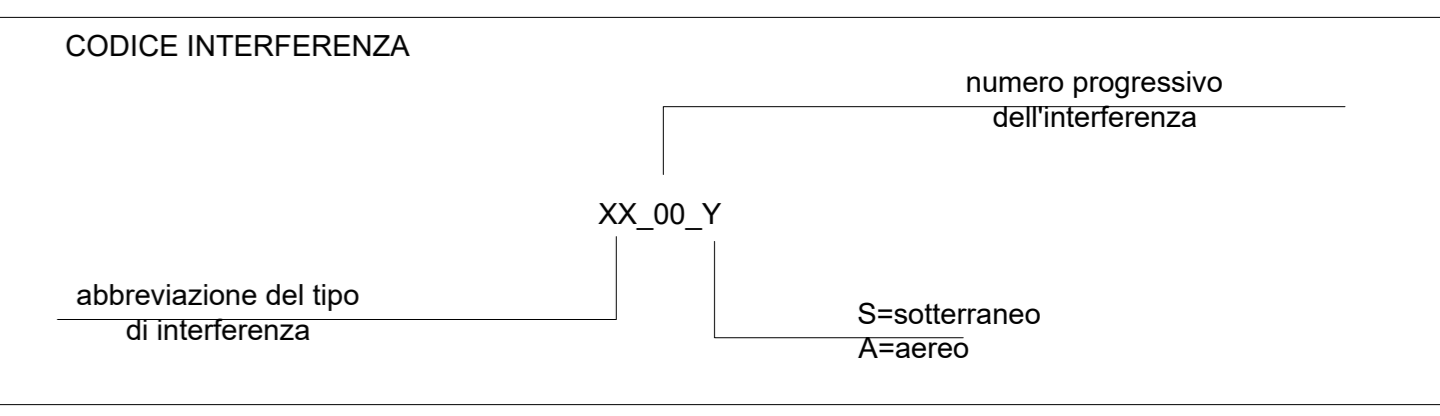 CODICE INTERFERENZA
numero progressivo
dell'interferenza
XX_00_Y
abbreviazione del tipo
di interferenza
S=sotterraneo
A=aereo